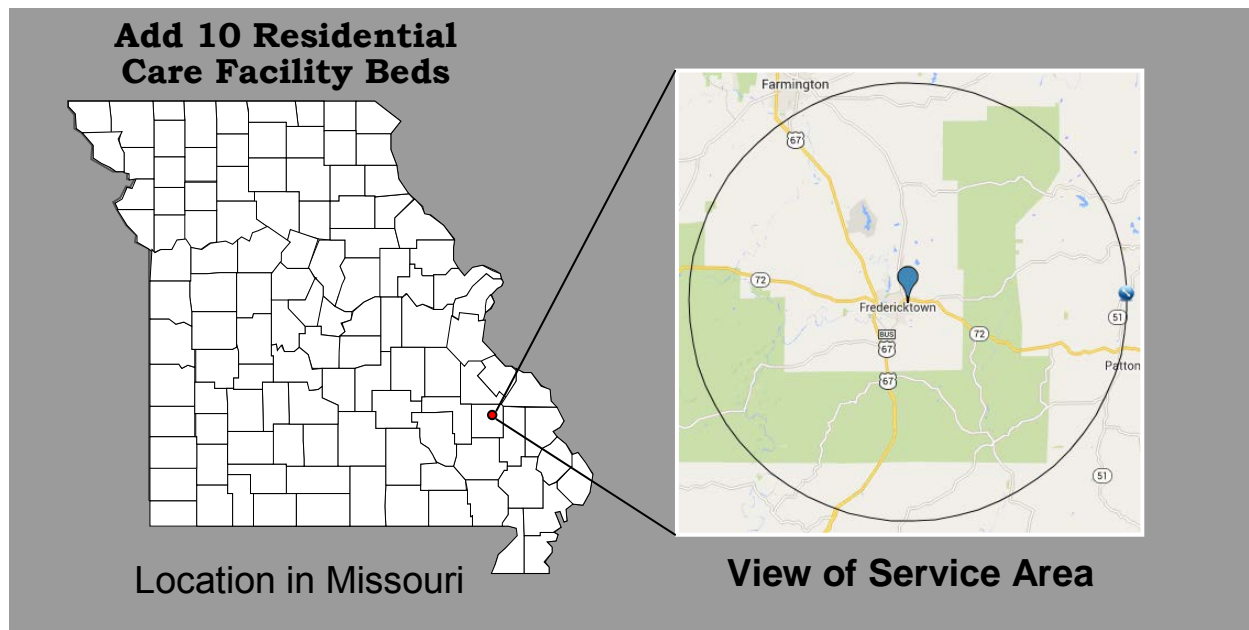 Add 10 Residential
Care Facility Beds
Farmington
67
72
Fredericktown
BUS
67
72
51
67
Patton
51
Location in Missouri
View of Service Area